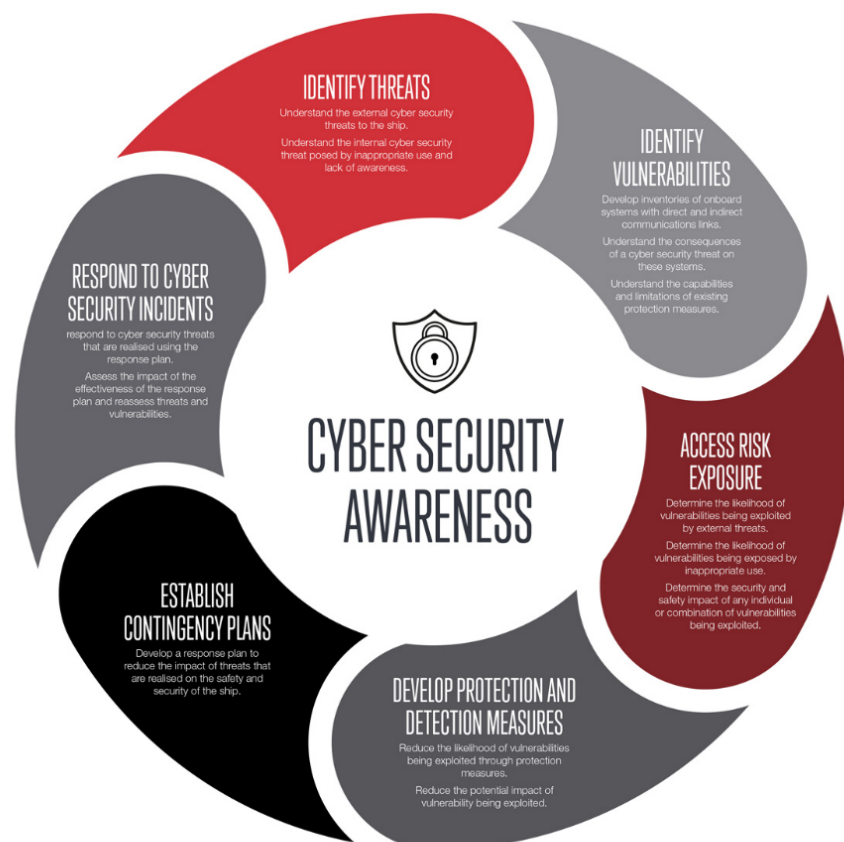 IDENTIFY THREATS
Understand the external cyber security
threats to the ship.
Understand the internal cyber security
threat posed by inappropriate use and
lack of awareness.
IDENTIFY
VULNERABILITIES
Develop inventories of onboard
systems with direct and indirect
communications links.
Understand the consequences
of a cyber security threat on
these systems.
Understand the capabilities
and limitations of existing
protection measures.
ACCESS RISK
EXPOSURE
Determine the likelihood of
vulnerabilities being exploited
by external threats.
Determine the likelihood of
vulnerabilities being exposed by
inappropriate use.
Determine the security and
safety impact of any individual
or combination of vulnerabilities
being exploited.
DEVELOP PROTECTION AND
DETECTION MEASURES
Reduce the likelihood of vulnerabilities
being exploited through protection
measures.
Reduce the potential impact of
vulnerability being exploited.
ESTABLISH
CONTINGENCY PLANS
Develop a response plan to
reduce the impact of threats that
are realised on the safety and
security of the ship.
RESPOND TO CYBER
SECURITY INCIDENTS
respond to cyber security threats
that are realised using the
response plan.
Assess the impact of the
effectiveness of the response
plan and reassess threats and
vulnerabilities.
CYBER SECURITY
AWARENESS